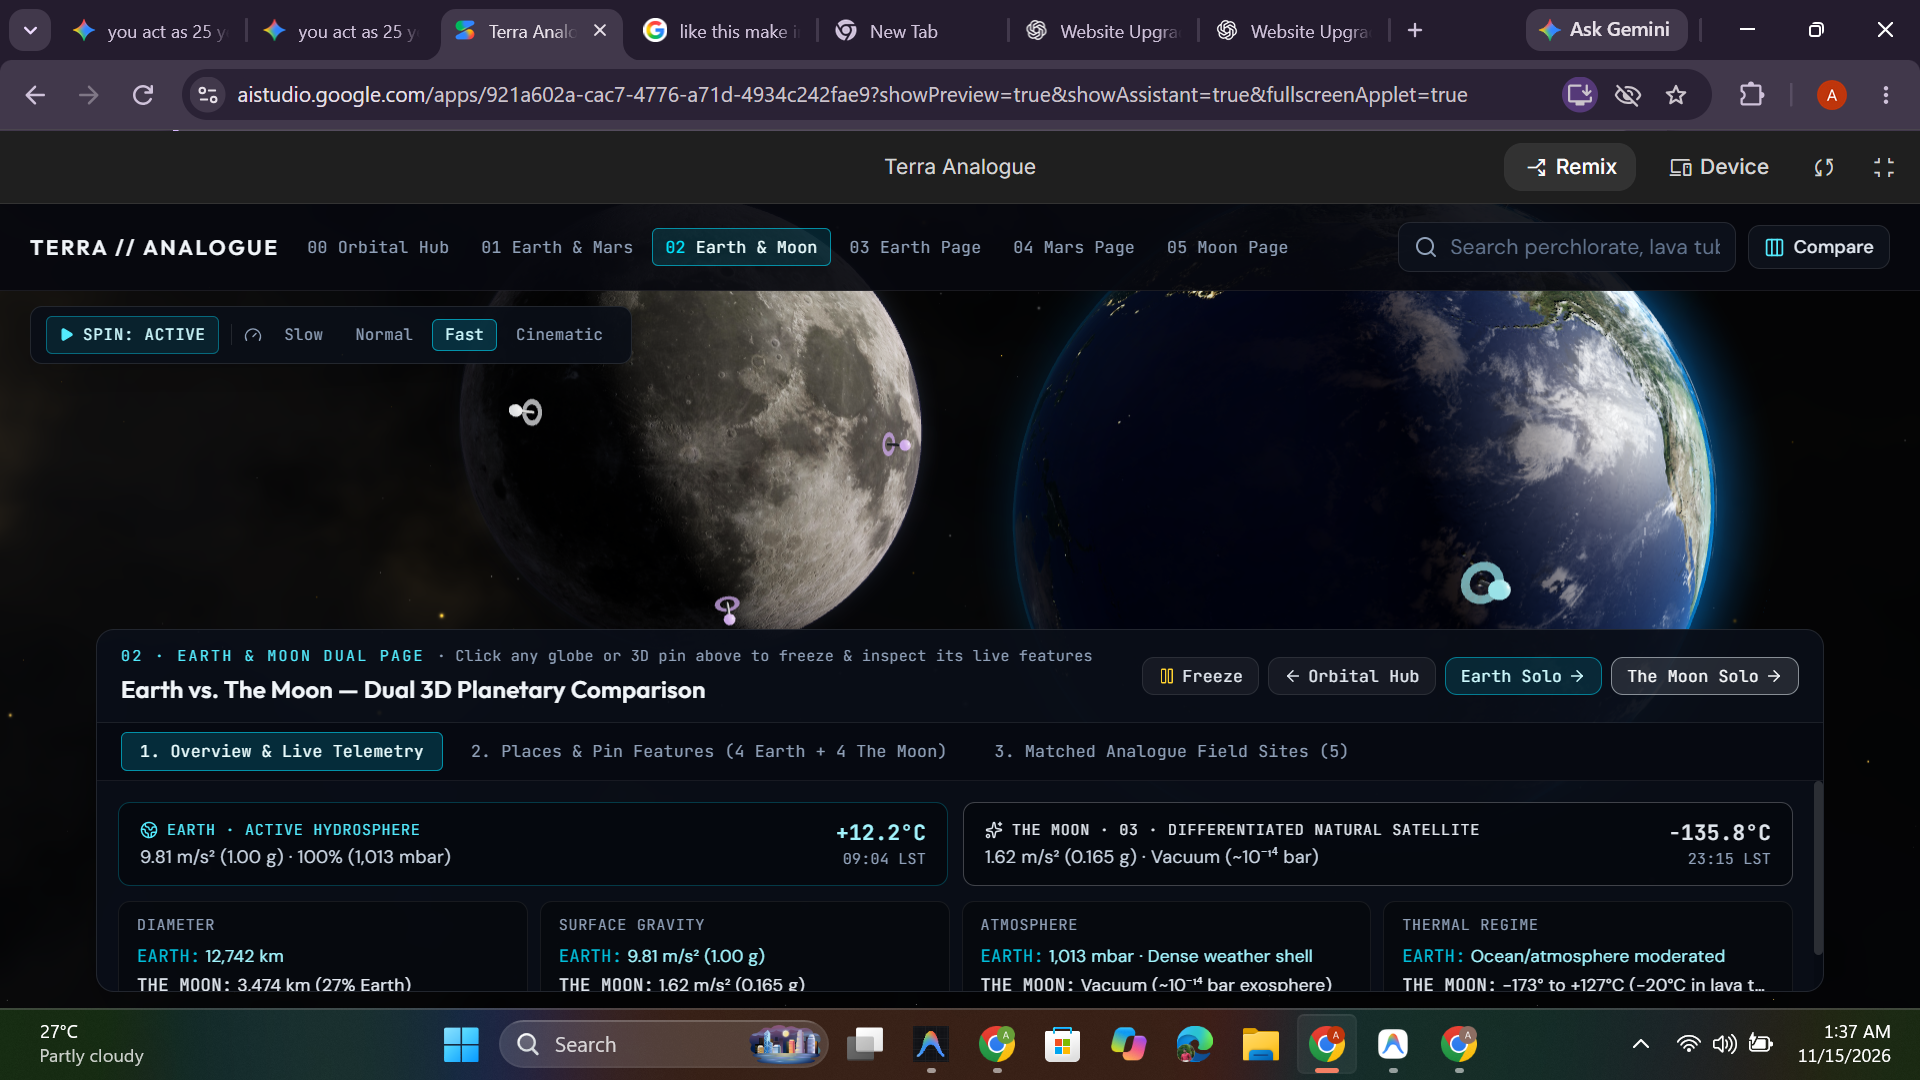 you act as 25 y
you act as 25 y
Terra Analo
like this make i
New Tab
Website Upgra
Website Upgra
Ask Gemini
aistudio.google.com/apps/921a602a-cac7-4776-a71d-4934c242fae9?showPreview=true&showAssistant=true&fullscreenApplet=true
A
Terra Analogue
Remix
Device
TERRA // ANALOGUE
00 Orbital Hub
01 Earth & Mars
02 Earth & Moon
03 Earth Page
04 Mars Page
05 Moon Page
Search perchlorate, lava tub
Compare
SPIN: ACTIVE
Slow
Normal
Fast
Cinematic
02 · EARTH & MOON DUAL PAGE · Click any globe or 3D pin above to freeze & inspect its live features
Earth vs. The Moon — Dual 3D Planetary Comparison
Freeze
← Orbital Hub
Earth Solo →
The Moon Solo →
1. Overview & Live Telemetry
2. Places & Pin Features (4 Earth + 4 The Moon)
3. Matched Analogue Field Sites (5)
EARTH · ACTIVE HYDROSPHERE
9.81 m/s² (1.00 g) · 100% (1,013 mbar)
+12.2°C
09:04 LST
THE MOON · 03 · DIFFERENTIATED NATURAL SATELLITE
1.62 m/s² (0.165 g) · Vacuum (~10⁻¹⁴ bar)
-135.8°C
23:15 LST
DIAMETER
EARTH: 12,742 km
THE MOON: 3,474 km (27% Earth)
SURFACE GRAVITY
EARTH: 9.81 m/s² (1.00 g)
THE MOON: 1.62 m/s² (0.165 g)
ATMOSPHERE
EARTH: 1,013 mbar · Dense weather shell
THE MOON: Vacuum (~10⁻¹⁴ bar exosphere)
THERMAL REGIME
EARTH: Ocean/atmosphere moderated
THE MOON: -173° to +127°C (-20°C in lava t…
27°C
Partly cloudy
Search
1:37 AM
11/15/2026